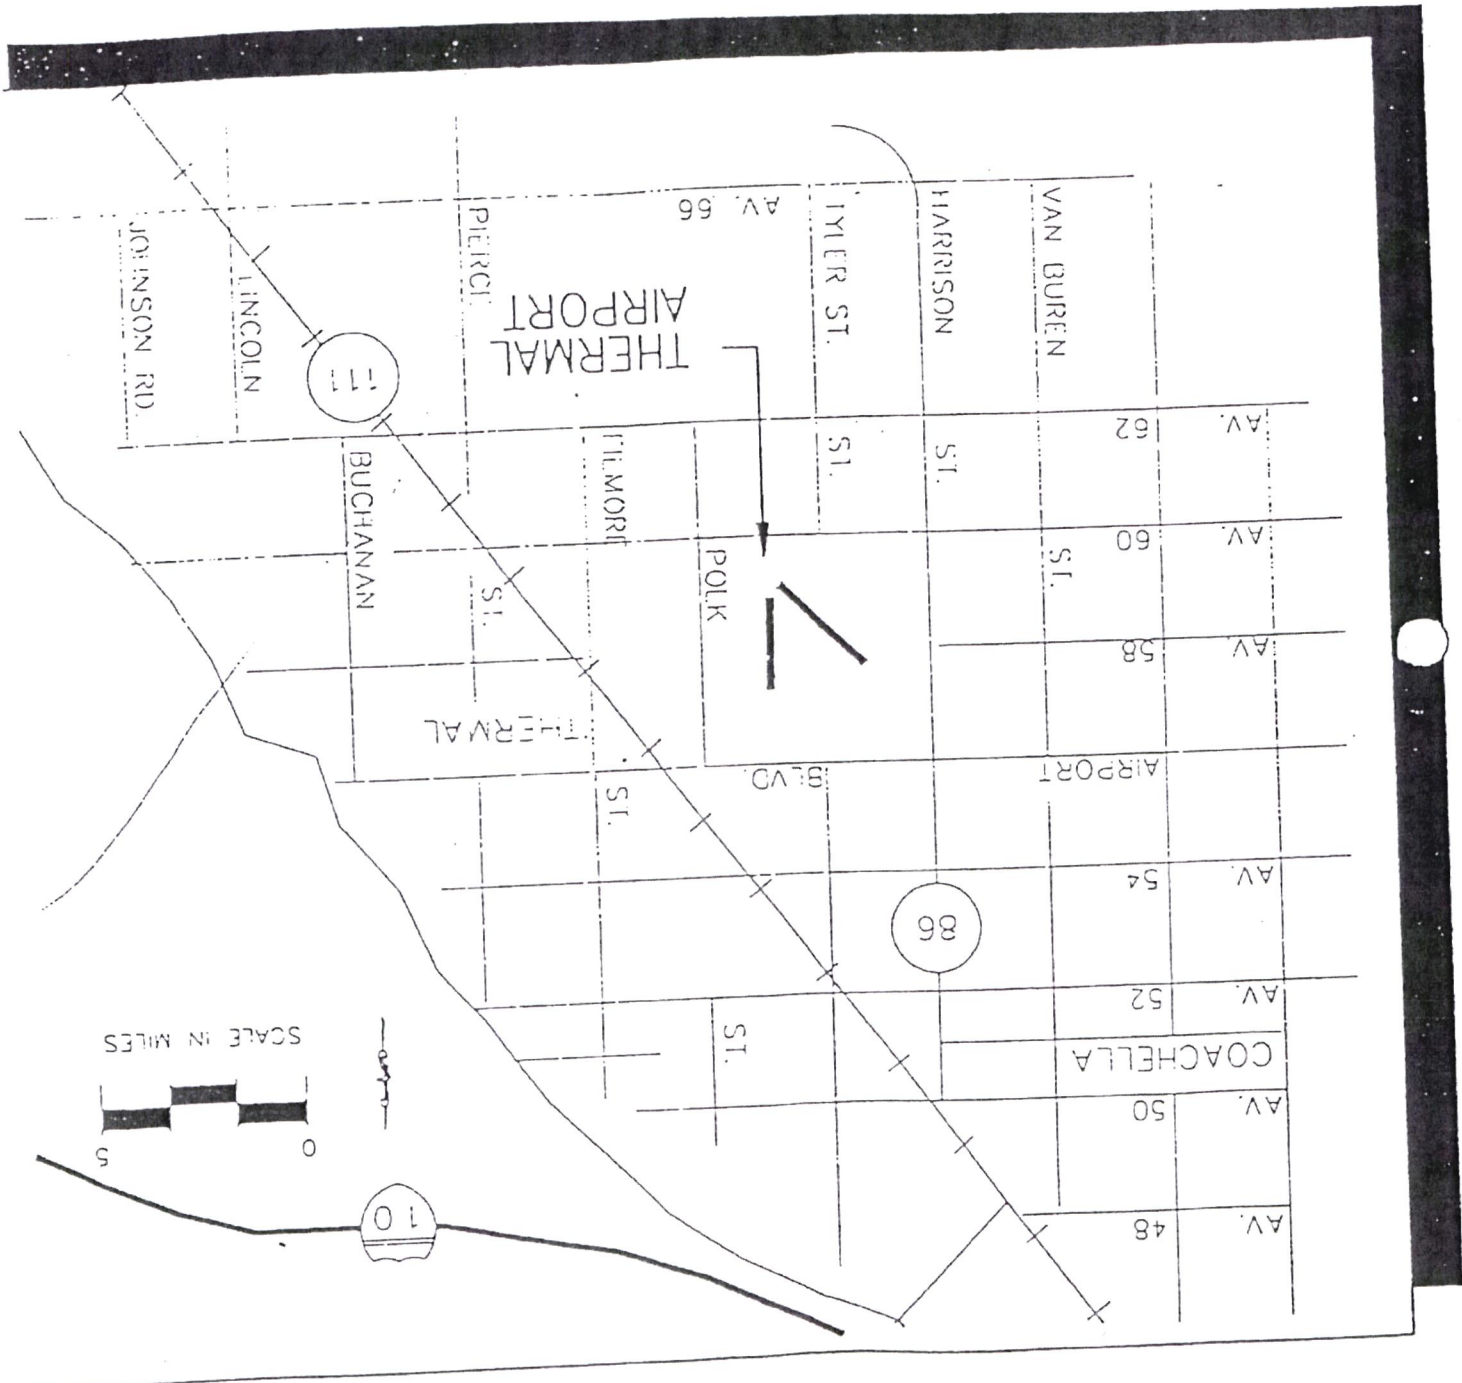 AV. 48
10
AV. 50
0 5
COACHELLA
SCALE IN MILES
AV. 52
ST.
86
AV. 54
AIRPORT BLVD.
ST.
THERMAL
AV. 58
ST.
POLK
ST.
BUCHANAN
AV. 60
AV. 62
ST.
ST.
111
THERMAL
AIRPORT
VAN BUREN
HARRISON
TYLER ST.
LINCOLN
JOHNSON RD.
AV. 66